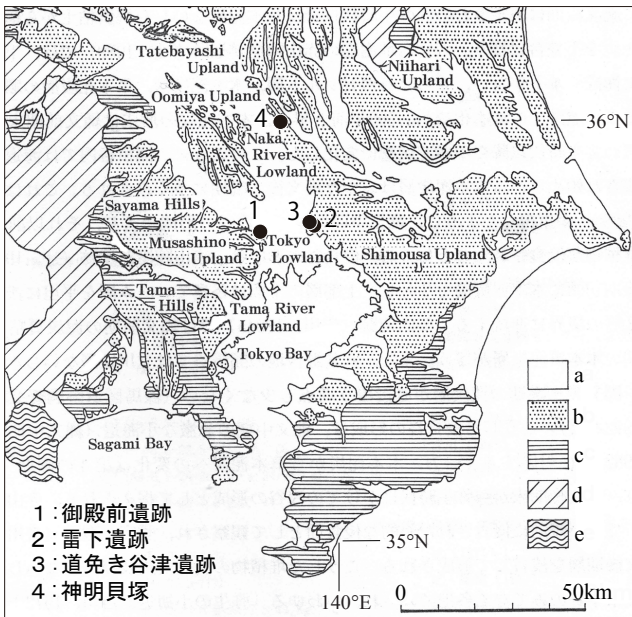 Tatebayashi
Upland
Niihari
Upland
Oomiya Upland
4
36°N
Naka
River
Lowland
Sayama Hills
1
3
2
Musashino
Upland
Tokyo
Lowland
Shimousa Upland
Tama
Hills
Tama River
Lowland
Tokyo Bay
a
b
c
d
e
Sagami Bay
1:御殿前遺跡
2:雷下遺跡
3:道免き谷津遺跡
4:神明貝塚
35°N
140°E
0
50km